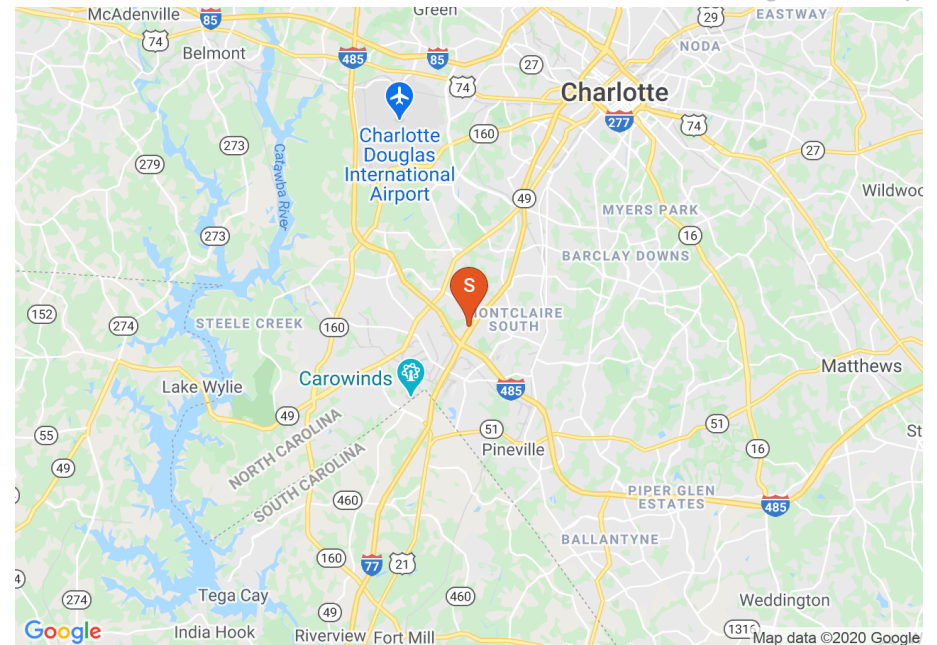 McAdenville
85
Green
29
EASTWAY
74
Belmont
485
85
27
NODA
74
Charlotte
277
74
160
27
Charlotte
Douglas
International
Airport
279
273
Catawba River
49
Wildwoo
MYERS PARK
16
273
BARCLAY DOWNS
S
152
274
STEELE CREEK
160
MONTCLAIRE
SOUTH
Carowinds
Matthews
Lake Wylie
485
49
55
51
51
St
49
Pineville
16
NORTH CAROLINA
SOUTH CAROLINA
460
PIPER GLEN
ESTATES
485
BALLANTYNE
160
77
21
4
274
Tega Cay
49
460
Weddington
Google
India Hook
Riverview
Fort Mill
1316
Map data ©2020 Google